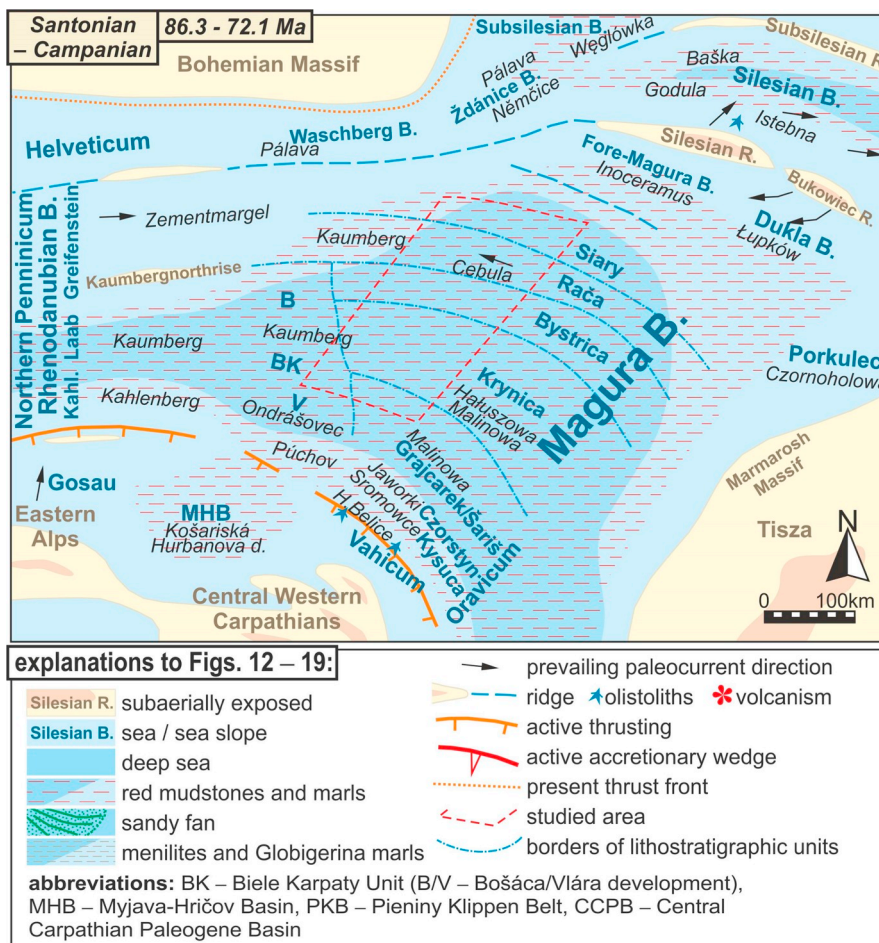 Santonian
– Campanian
86.3 - 72.1 Ma
Bohemian Massif
Subsilesian B.
Węglówka
Pálava
Ždánice B.
Němčice
Subsilesian R.
Baška
Silesian B.
Godula
Istebna
Silesian R.
Helveticum
Waschberg B.
Pálava
Fore-Magura B.
Inoceramus
Bukowiec R.
Dukla B.
Łupków
Northern Penninicum
Rhenodanubian B.
Kahl. Laab Greifenstein
Zementmargel
Kaumberg
Kaumbergnorthrise
Cebula
Siary
Rača
Bystrica
Krynica
Magura B.
B
Kaumberg
Kaumberg
BK
V
Kahlenberg
Ondrášovec
Hałuszowa
Malinowa
Porkulec
Czornoholowa
Púchov
Malinowa
Grajcarek/Šariš
Jaworki
Sromowce
Czorstyn
Kysuca
Oravicum
H.Belice
Vahicum
Gosau
Eastern
Alps
MHB
Košariská
Hurbanova d.
Central Western
Carpathians
Marmarosh
Massif
Tisza
N
0 100km
explanations to Figs. 12 – 19:
Silesian R. subaerially exposed
Silesian B. sea / sea slope
deep sea
red mudstones and marls
sandy fan
menilites and Globigerina marls
prevailing paleocurrent direction
ridge olistoliths volcanism
active thrusting
active accretionary wedge
present thrust front
studied area
borders of lithostratigraphic units
abbreviations: BK – Biele Karpaty Unit (B/V – Bošáca/Vlára development),
MHB – Myjava-Hričov Basin, PKB – Pieniny Klippen Belt, CCPB – Central
Carpathian Paleogene Basin